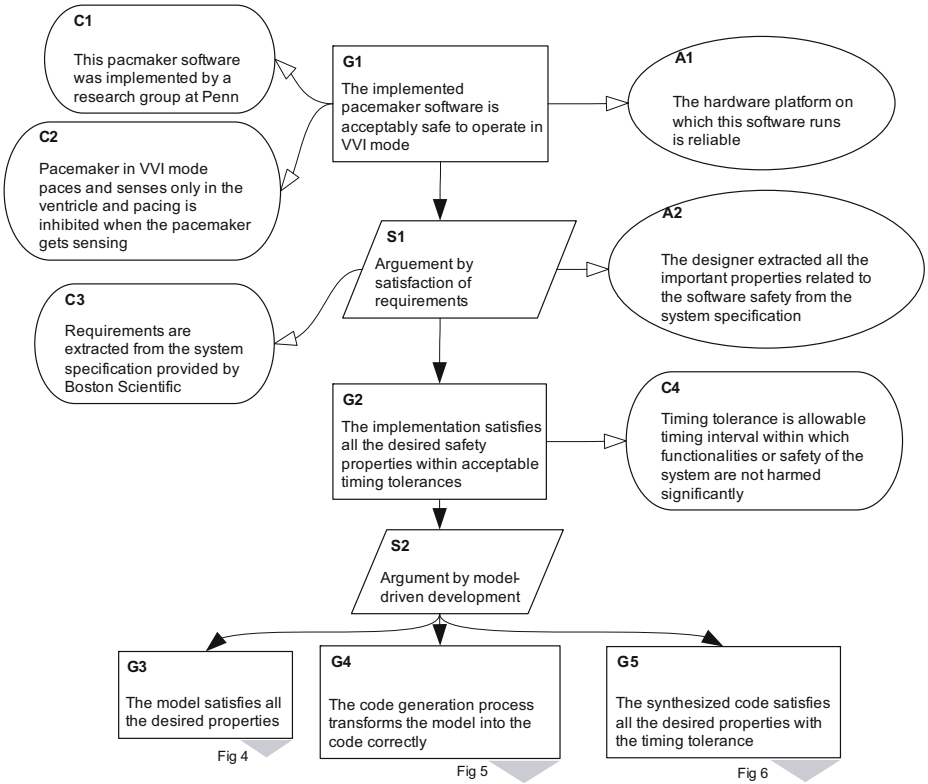 C1
This pacmaker software
was implemented by a
research group at Penn
G1
The implemented
pacemaker software is
acceptably safe to operate in
VVI mode
A1
The hardware platform on
which this software runs
is reliable
C2
Pacemaker in VVI mode
paces and senses only in the
ventricle and pacing is
inhibited when the pacemaker
gets sensing
S1
Arguement by
satisfaction of
requirements
A2
The designer extracted all the
important properties related
to the software safety from the
system specification
C3
Requirements are
extracted from the system
specification provided by
Boston Scientific
G2
The implementation satisfies
all the desired safety
properties within acceptable
timing tolerances
C4
Timing tolerance is allowable
timing interval within which
functionalities or safety of the
system are not harmed
significantly
S2
Argument by model-
driven development
G3
The model satisfies all
the desired properties
Fig 4
G4
The code generation process
transforms the model into the
code correctly
Fig 5
G5
The synthesized code satisfies
all the desired properties with
the timing tolerance
Fig 6